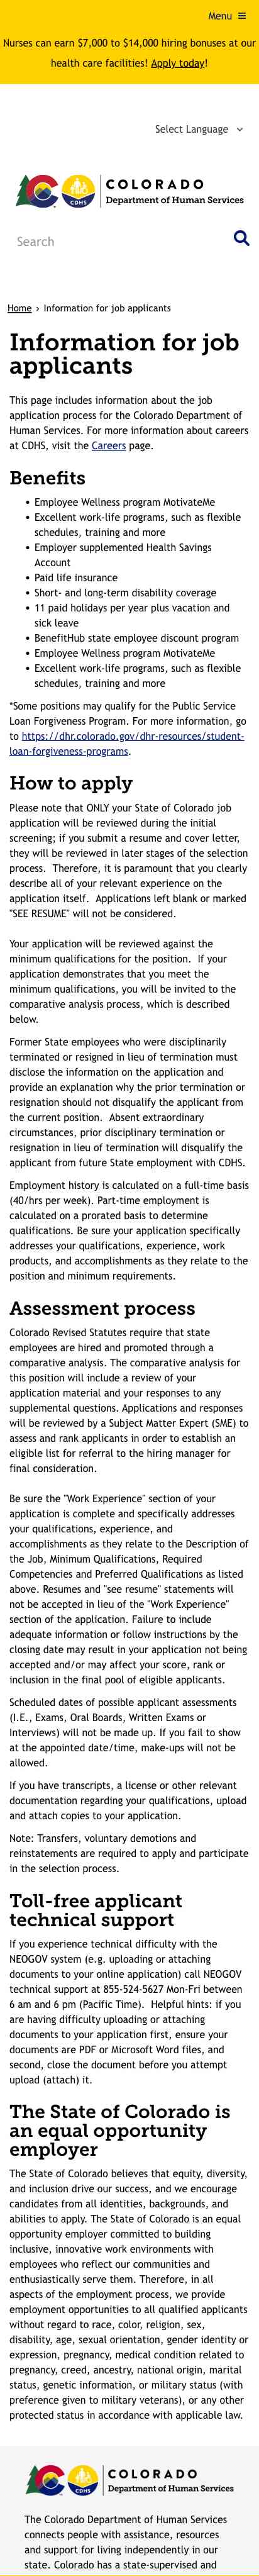 Menu ≡
Nurses can earn $7,000 to $14,000 hiring bonuses at our
health care facilities! Apply today!
Select Language
COLORADO
CDHS
Department of Human Services
Search
Home › Information for job applicants
Information for job
applicants
This page includes information about the job
application process for the Colorado Department of
Human Services. For more information about careers
at CDHS, visit the Careers page.
Benefits
• Employee Wellness program MotivateMe
• Excellent work-life programs, such as flexible
schedules, training and more
• Employer supplemented Health Savings
Account
• Paid life insurance
• Short- and long-term disability coverage
• 11 paid holidays per year plus vacation and
sick leave
• BenefitHub state employee discount program
• Employee Wellness program MotivateMe
• Excellent work-life programs, such as flexible
schedules, training and more
*Some positions may qualify for the Public Service
Loan Forgiveness Program. For more information, go
to https://dhr.colorado.gov/dhr-resources/student-
loan-forgiveness-programs.
How to apply
Please note that ONLY your State of Colorado job
application will be reviewed during the initial
screening; if you submit a resume and cover letter,
they will be reviewed in later stages of the selection
process.  Therefore, it is paramount that you clearly
describe all of your relevant experience on the
application itself.  Applications left blank or marked
"SEE RESUME" will not be considered.
Your application will be reviewed against the
minimum qualifications for the position.  If your
application demonstrates that you meet the
minimum qualifications, you will be invited to the
comparative analysis process, which is described
below.
Former State employees who were disciplinarily
terminated or resigned in lieu of termination must
disclose the information on the application and
provide an explanation why the prior termination or
resignation should not disqualify the applicant from
the current position.  Absent extraordinary
circumstances, prior disciplinary termination or
resignation in lieu of termination will disqualify the
applicant from future State employment with CDHS.
Employment history is calculated on a full-time basis
(40/hrs per week). Part-time employment is
calculated on a prorated basis to determine
qualifications. Be sure your application specifically
addresses your qualifications, experience, work
products, and accomplishments as they relate to the
position and minimum requirements.
Assessment process
Colorado Revised Statutes require that state
employees are hired and promoted through a
comparative analysis. The comparative analysis for
this position will include a review of your
application material and your responses to any
supplemental questions. Applications and responses
will be reviewed by a Subject Matter Expert (SME) to
assess and rank applicants in order to establish an
eligible list for referral to the hiring manager for
final consideration.
Be sure the "Work Experience" section of your
application is complete and specifically addresses
your qualifications, experience, and
accomplishments as they relate to the Description of
the Job, Minimum Qualifications, Required
Competencies and Preferred Qualifications as listed
above. Resumes and "see resume" statements will
not be accepted in lieu of the "Work Experience"
section of the application. Failure to include
adequate information or follow instructions by the
closing date may result in your application not being
accepted and/or may affect your score, rank or
inclusion in the final pool of eligible applicants.
Scheduled dates of possible applicant assessments
(I.E., Exams, Oral Boards, Written Exams or
Interviews) will not be made up. If you fail to show
at the appointed date/time, make-ups will not be
allowed.
If you have transcripts, a license or other relevant
documentation regarding your qualifications, upload
and attach copies to your application.
Note: Transfers, voluntary demotions and
reinstatements are required to apply and participate
in the selection process.
Toll-free applicant
technical support
If you experience technical difficulty with the
NEOGOV system (e.g. uploading or attaching
documents to your online application) call NEOGOV
technical support at 855-524-5627 Mon-Fri between
6 am and 6 pm (Pacific Time).  Helpful hints: if you
are having difficulty uploading or attaching
documents to your application first, ensure your
documents are PDF or Microsoft Word files, and
second, close the document before you attempt
upload (attach) it.
The State of Colorado is
an equal opportunity
employer
The State of Colorado believes that equity, diversity,
and inclusion drive our success, and we encourage
candidates from all identities, backgrounds, and
abilities to apply. The State of Colorado is an equal
opportunity employer committed to building
inclusive, innovative work environments with
employees who reflect our communities and
enthusiastically serve them. Therefore, in all
aspects of the employment process, we provide
employment opportunities to all qualified applicants
without regard to race, color, religion, sex,
disability, age, sexual orientation, gender identity or
expression, pregnancy, medical condition related to
pregnancy, creed, ancestry, national origin, marital
status, genetic information, or military status (with
preference given to military veterans), or any other
protected status in accordance with applicable law.
COLORADO
CDHS
Department of Human Services
The Colorado Department of Human Services
connects people with assistance, resources
and support for living independently in our
state. Colorado has a state-supervised and